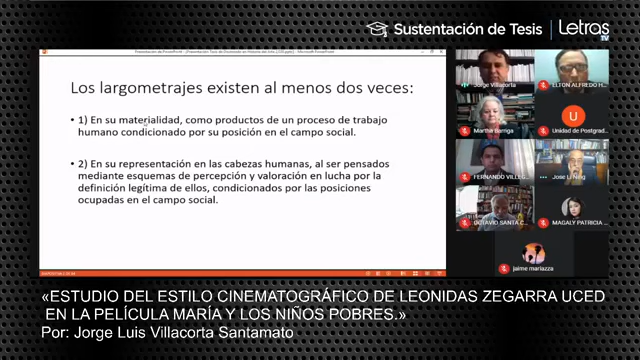 Sustentación de Tesis
Letras
TV
Los largometrajes existen al menos dos veces:
• 1) En su materialidad, como productos de un proceso de trabajo
humano condicionado por su posición en el campo social.
• 2) En su representación en las cabezas humanas, al ser pensados
mediante esquemas de percepción y valoración en lucha por la
definición legítima de ellos, condicionados por las posiciones
ocupadas en el campo social.
Jorge Villacorta
ELTON ALFREDO H
Martha Barriga
U
Unidad de Postgrad
FERNANDO VILLEG
Jose Li Ning
OCTAVIO SANTA C
MAGALY PATRICIA
jaime mariazza
«ESTUDIO DEL ESTILO CINEMATOGRÁFICO DE LEONIDAS ZEGARRA UCED
EN LA PELÍCULA MARÍA Y LOS NIÑOS POBRES.»
Por: Jorge Luis Villacorta Santamato